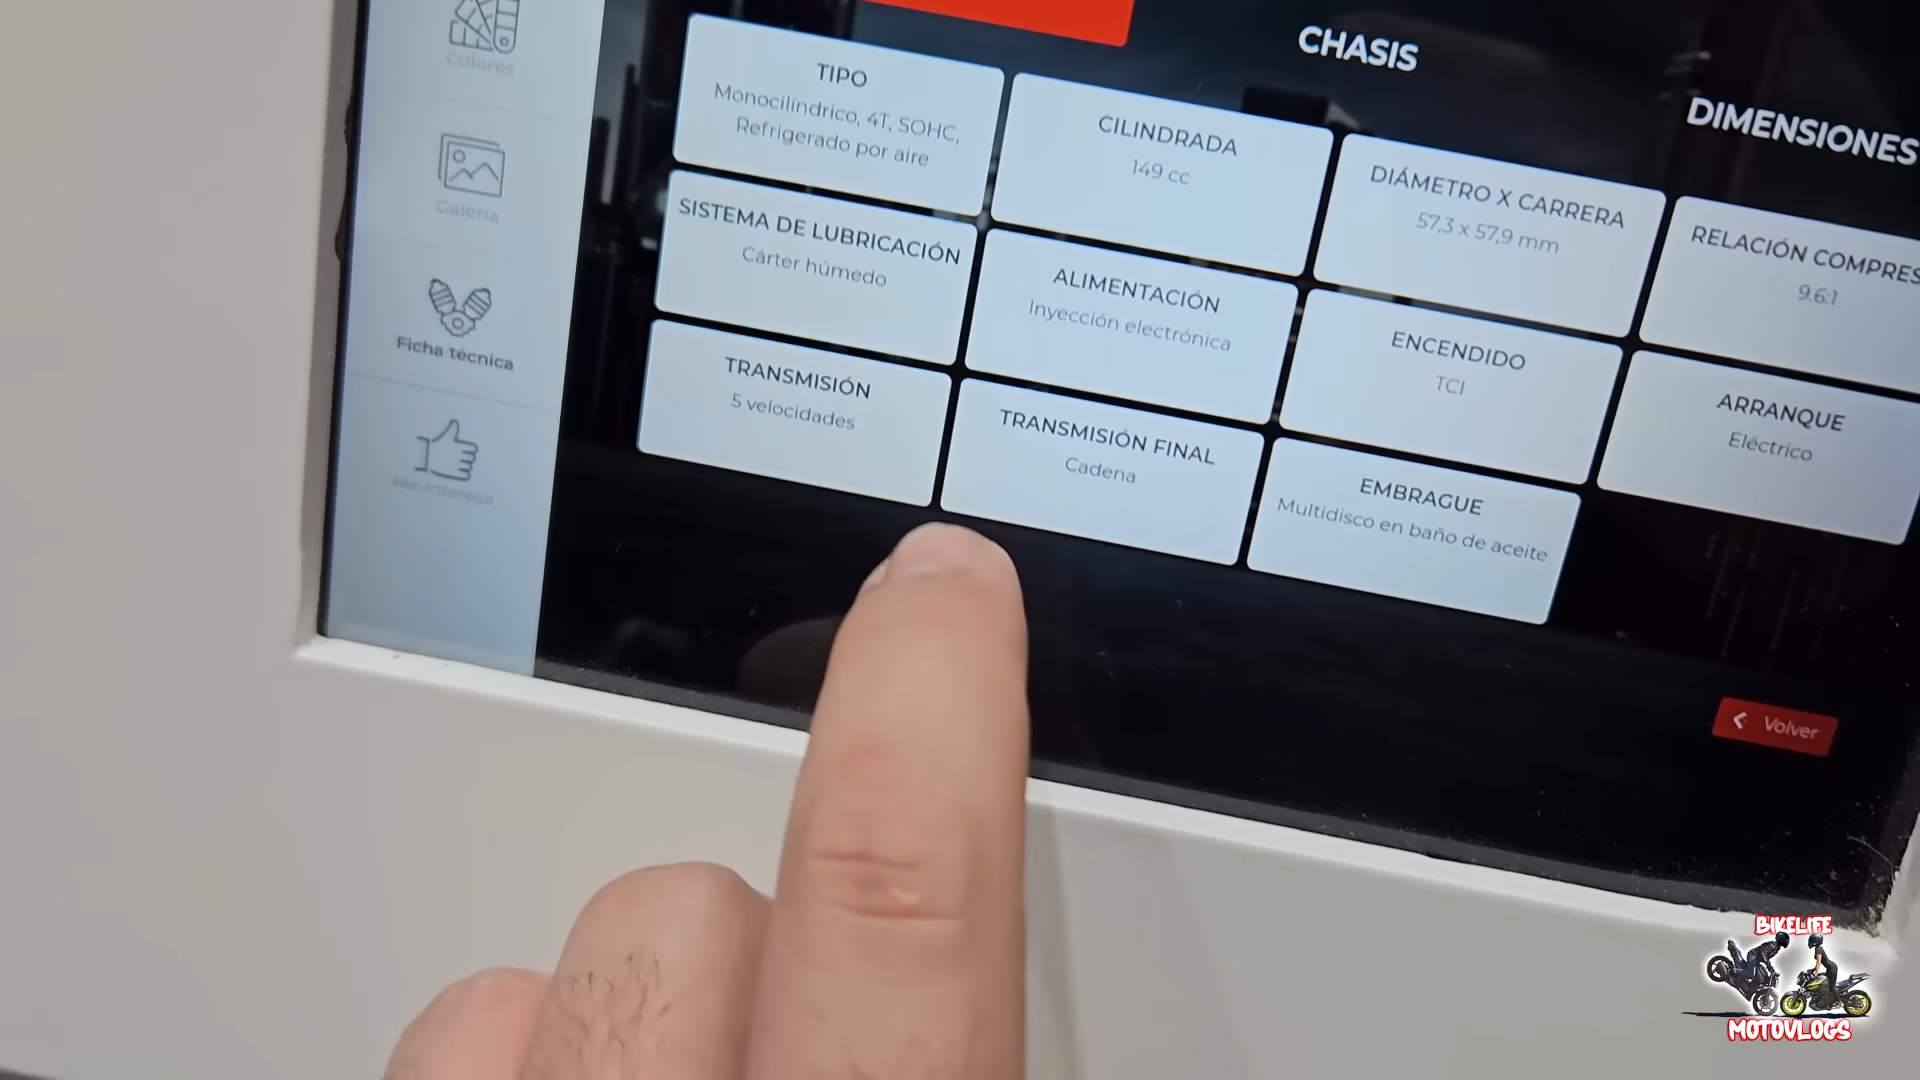 Colores
Galería
Ficha técnica
Me interesa
CHASIS
DIMENSIONES
TIPO
Monocilíndrico, 4T, SOHC,
Refrigerado por aire
CILINDRADA
149 cc
DIÁMETRO X CARRERA
57,3 x 57,9 mm
RELACIÓN COMPRES
9.6:1
SISTEMA DE LUBRICACIÓN
Cárter húmedo
ALIMENTACIÓN
Inyección electrónica
ENCENDIDO
TCI
ARRANQUE
Eléctrico
TRANSMISIÓN
5 velocidades
TRANSMISIÓN FINAL
Cadena
EMBRAGUE
Multidisco en baño de aceite
Volver
BIKELIFE
MOTOVLOGS